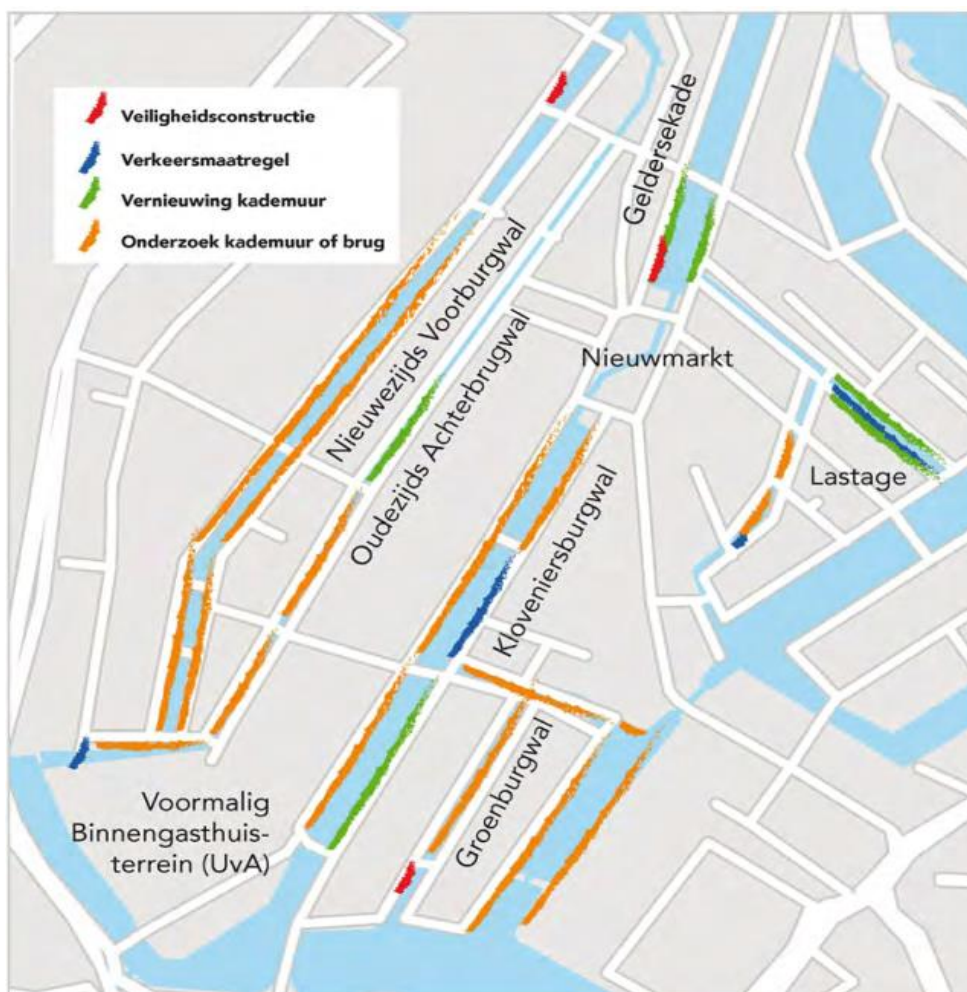 Veiligheidsconstructie
Verkeersmaatregel
Vernieuwing kademuur
Onderzoek kademuur of brug
Geldersekade
Nieuwezijds Voorburgwal
Oudezijds Achterbrugwal
Nieuwmarkt
Lastage
Kloveniersburgwal
Groenburgwal
Voormalig
Binnengasthuis-
terrein (UvA)